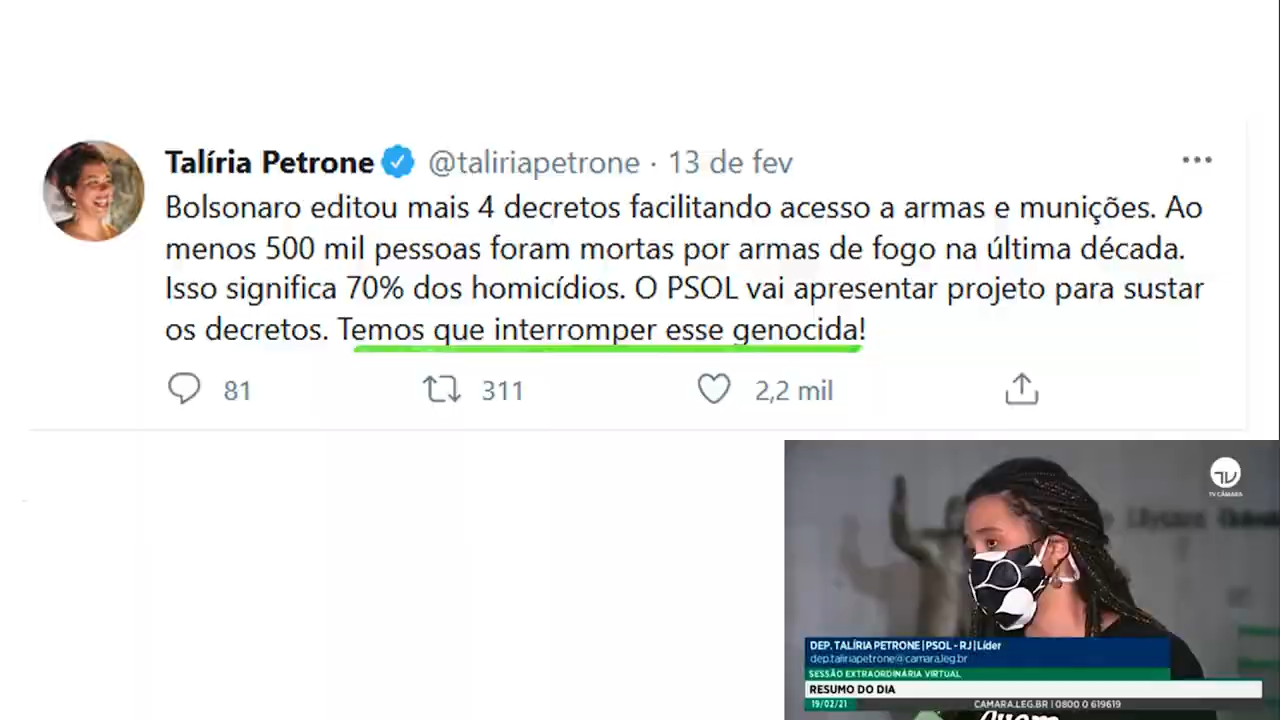 Talíria Petrone @taliriapetrone · 13 de fev
Bolsonaro editou mais 4 decretos facilitando acesso a armas e munições. Ao
menos 500 mil pessoas foram mortas por armas de fogo na última década.
Isso significa 70% dos homicídios. O PSOL vai apresentar projeto para sustar
os decretos. Temos que interromper esse genocida!
81 311 2,2 mil
TV CÂMARA
DEP. TALÍRIA PETRONE | PSOL - RJ | Líder
dep.taliriapetrone@camara.leg.br
SESSÃO EXTRAORDINÁRIA VIRTUAL
RESUMO DO DIA
19/02/21 CAMARA.LEG.BR | 0800 0 619619